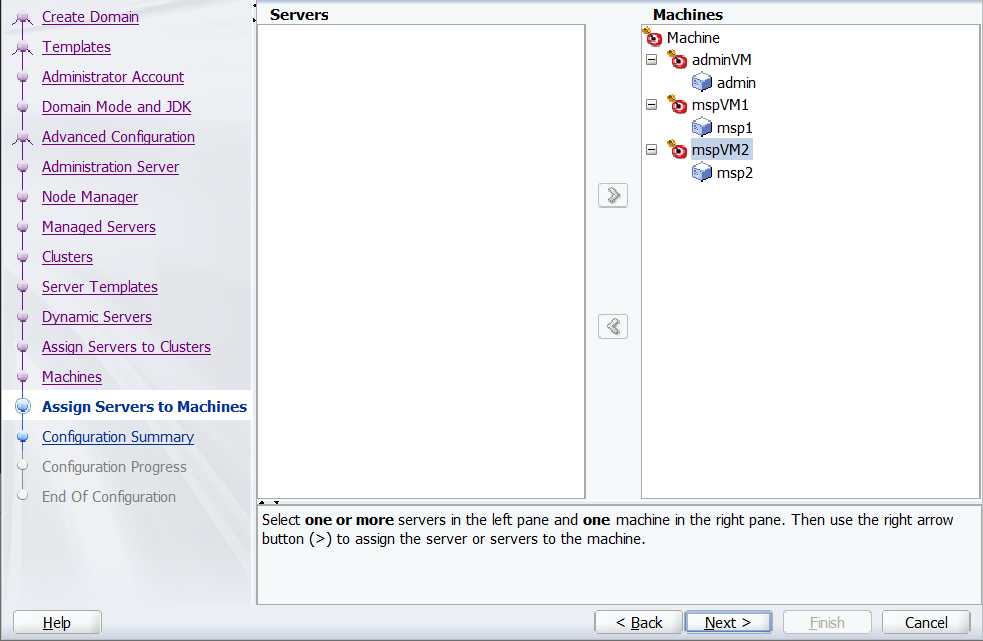 Create Domain
Templates
Administrator Account
Domain Mode and JDK
Advanced Configuration
Administration Server
Node Manager
Managed Servers
Clusters
Server Templates
Dynamic Servers
Assign Servers to Clusters
Machines
Assign Servers to Machines
Configuration Summary
Configuration Progress
End Of Configuration
Servers
Machines
Machine
adminVM
admin
mspVM1
msp1
mspVM2
msp2
Select one or more servers in the left pane and one machine in the right pane. Then use the right arrow
button (>) to assign the server or servers to the machine.
Help
< Back
Next >
Finish
Cancel